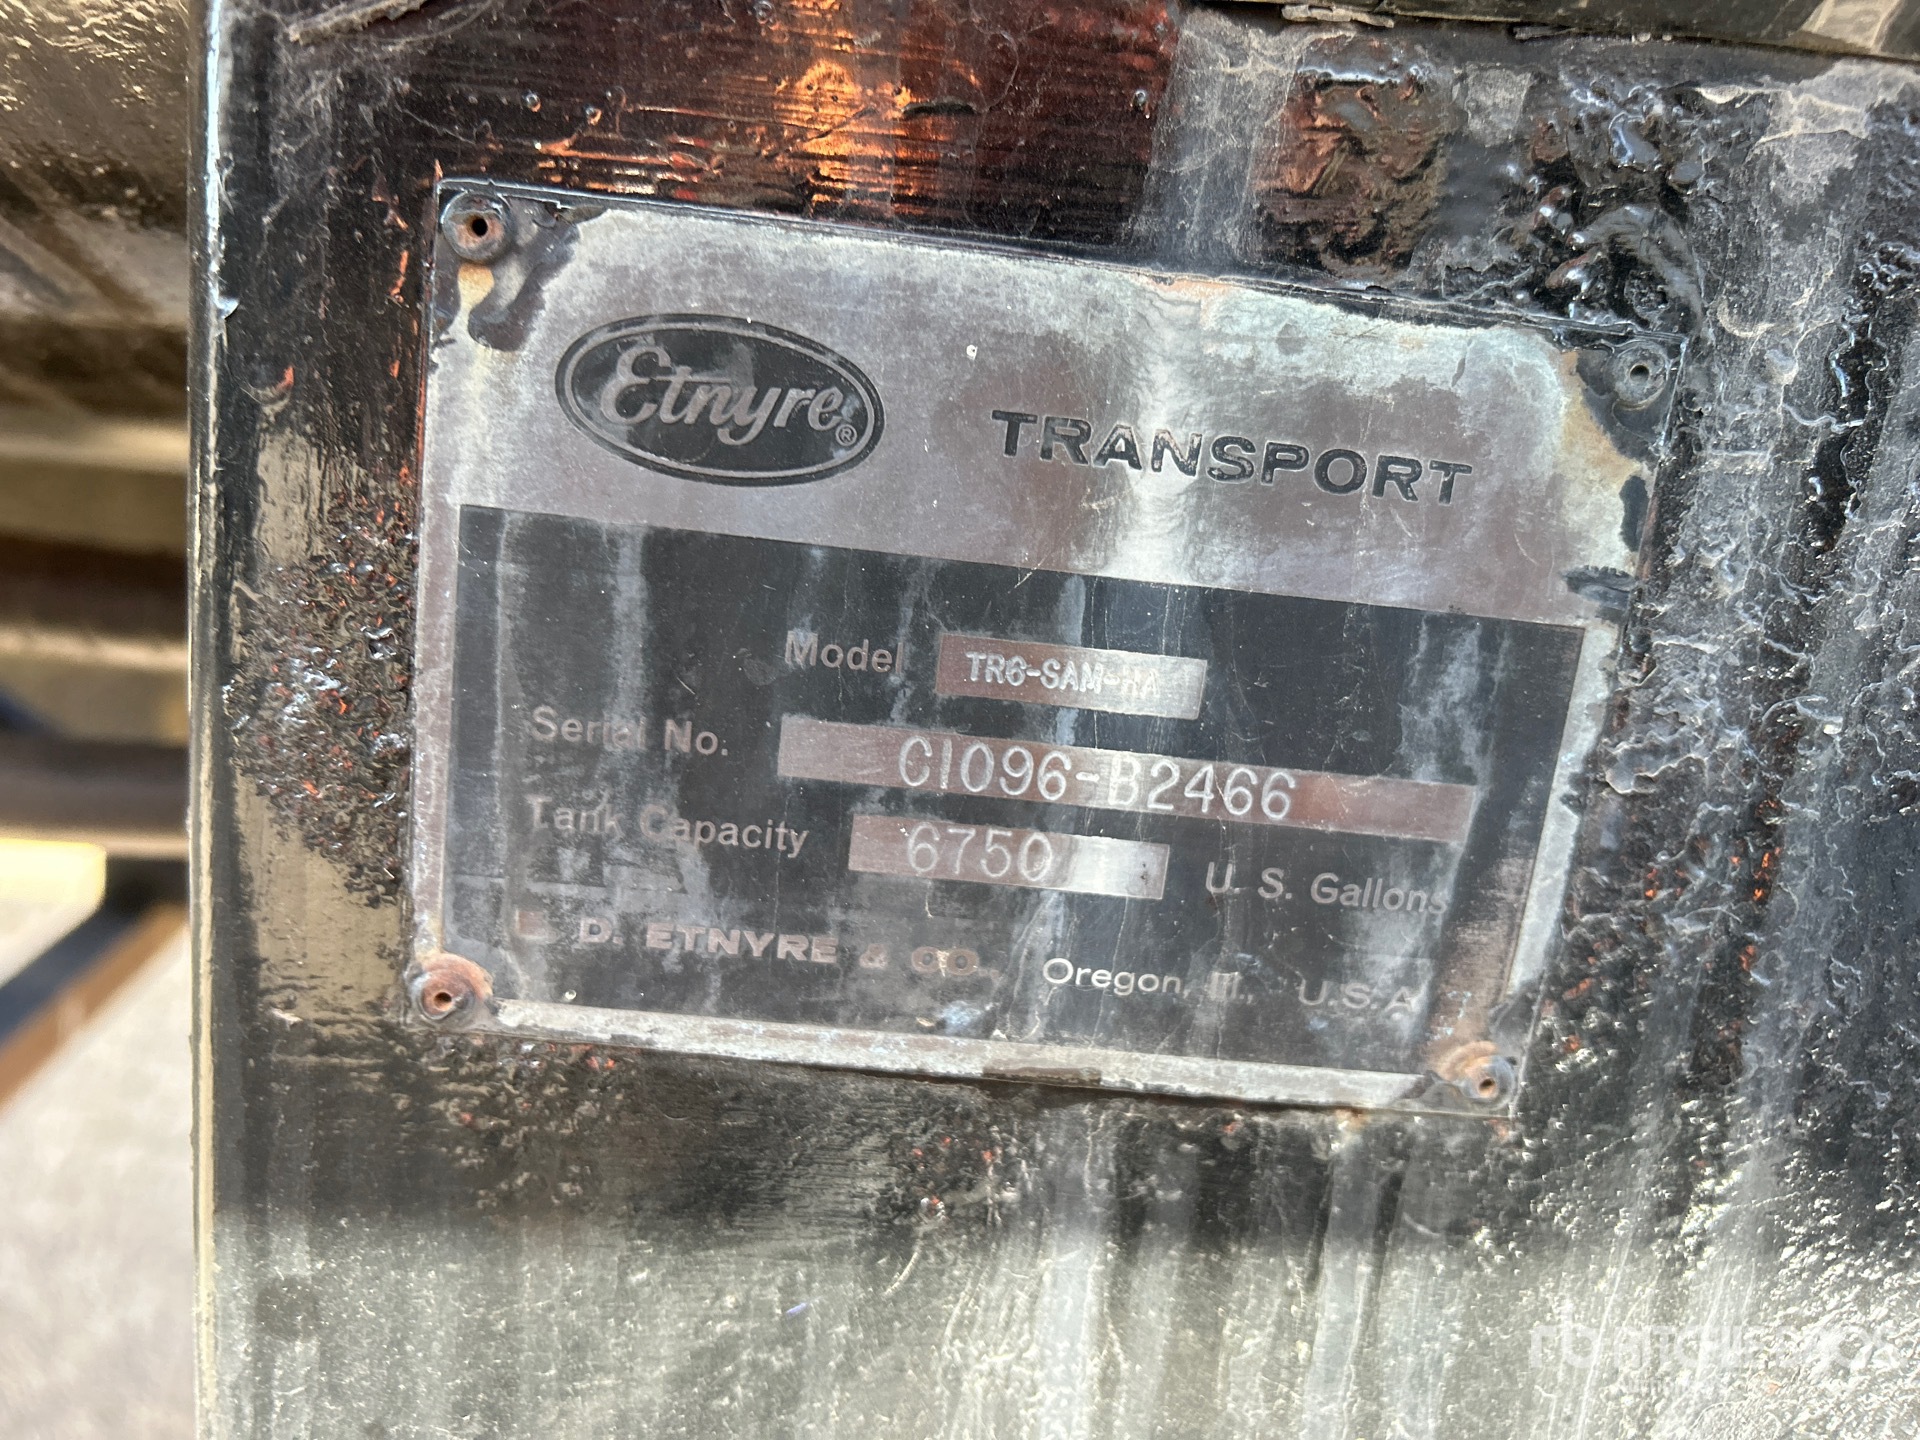 Etnyre®
TRANSPORT
Model TR6-SAM-HA
Serial No. C1096-B2466
Tank Capacity 6750 U. S. Gallons
E. D. ETNYRE & CO., Oregon, Ill., U.S.A.